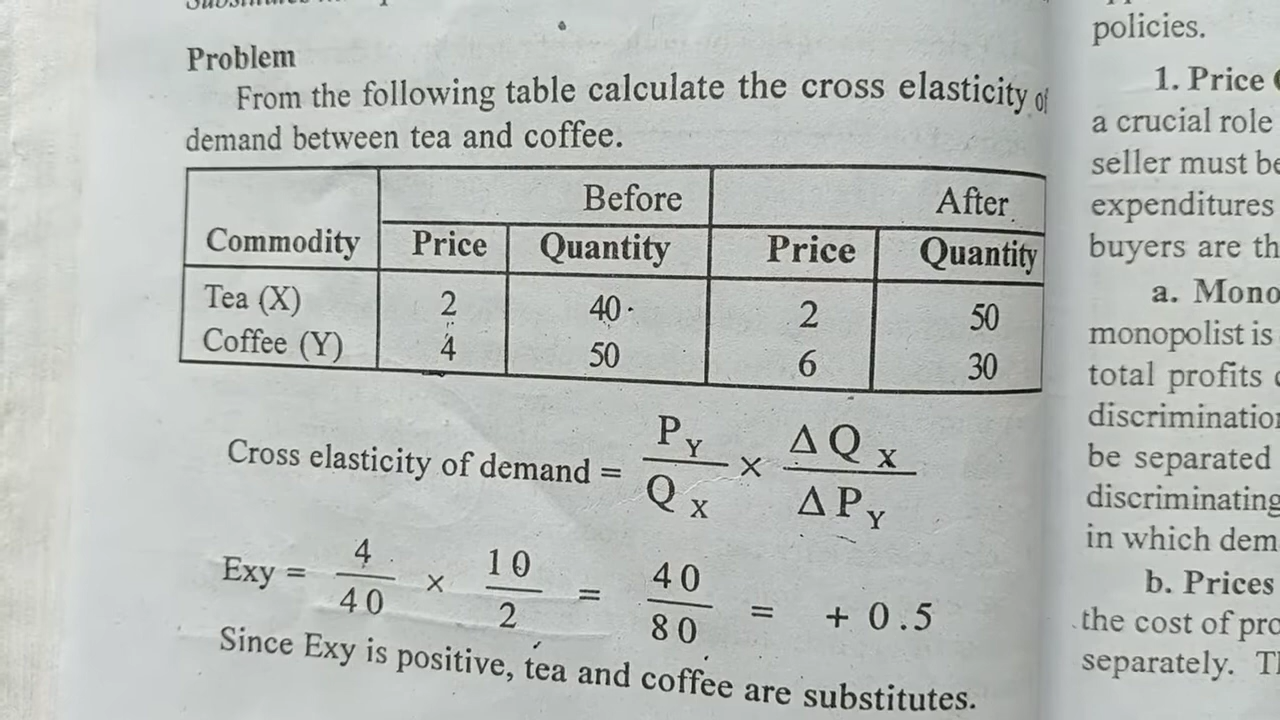 Problem
From the following table calculate the cross elasticity of
demand between tea and coffee.
Before After
Commodity Price Quantity Price Quantity
Tea (X) 2 40 2 50
Coffee (Y) 4 50 6 30
Cross elasticity of demand = P_Y / Q_X × ΔQ_X / ΔP_Y
Exy = 4 / 40 × 10 / 2 = 40 / 80 = + 0.5
Since Exy is positive, tea and coffee are substitutes.
policies.
1. Price
a crucial role
seller must be
expenditures
buyers are th
a. Mono
monopolist is
total profits
discrimination
be separated
discriminating
in which dem
b. Prices
the cost of pro
separately. T